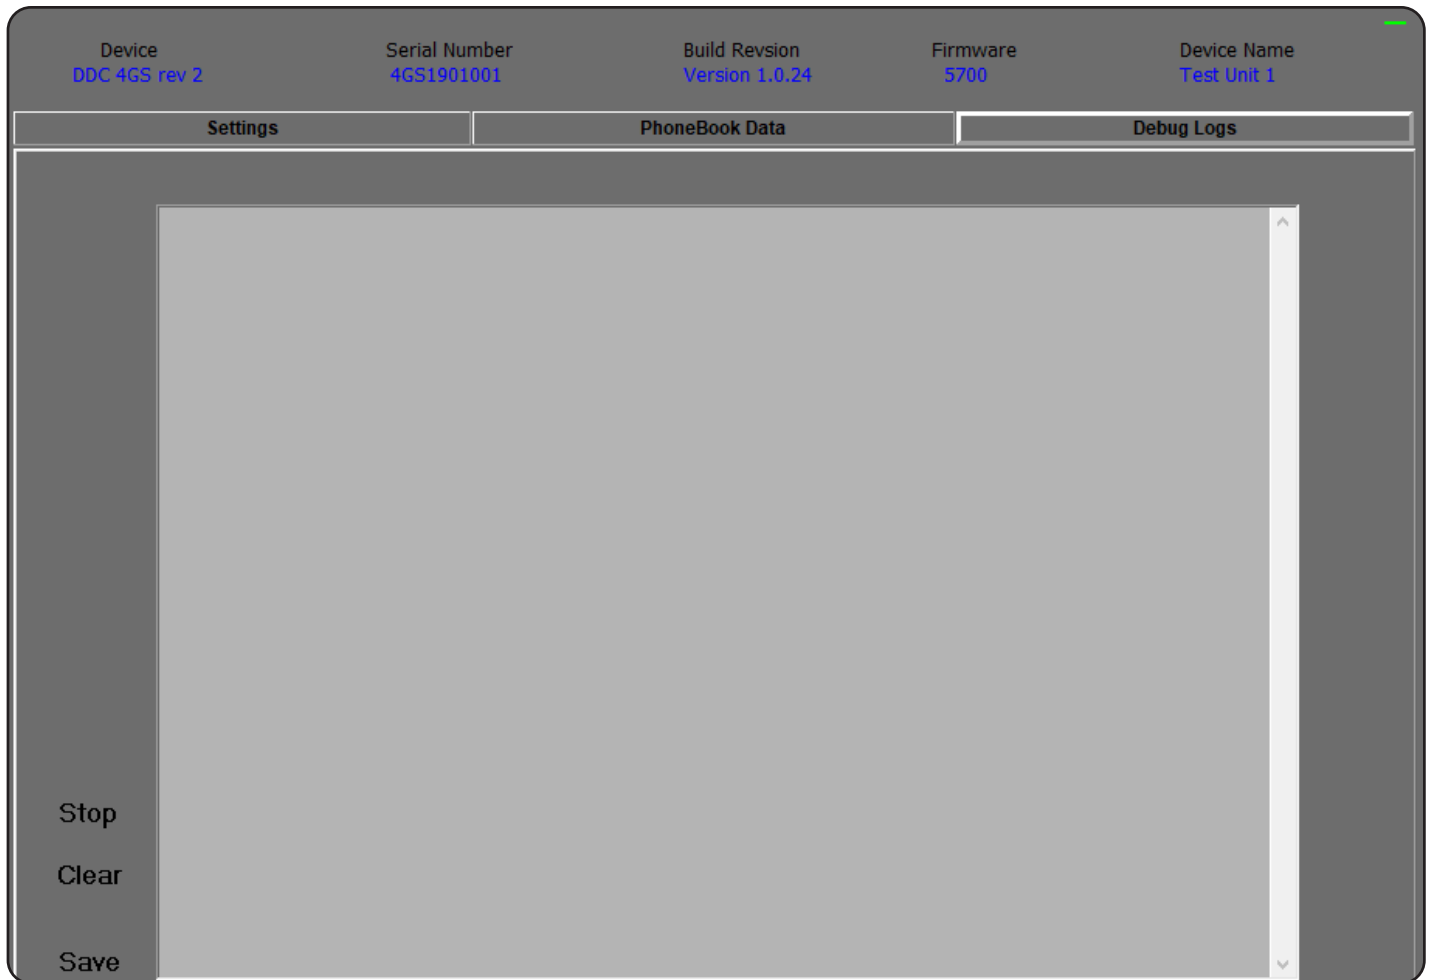 Device Serial Number Build Revsion Firmware Device Name
DDC 4GS rev 2 4GS1901001 Version 1.0.24 5700 Test Unit 1
Settings PhoneBook Data Debug Logs
Stop
Clear
Save